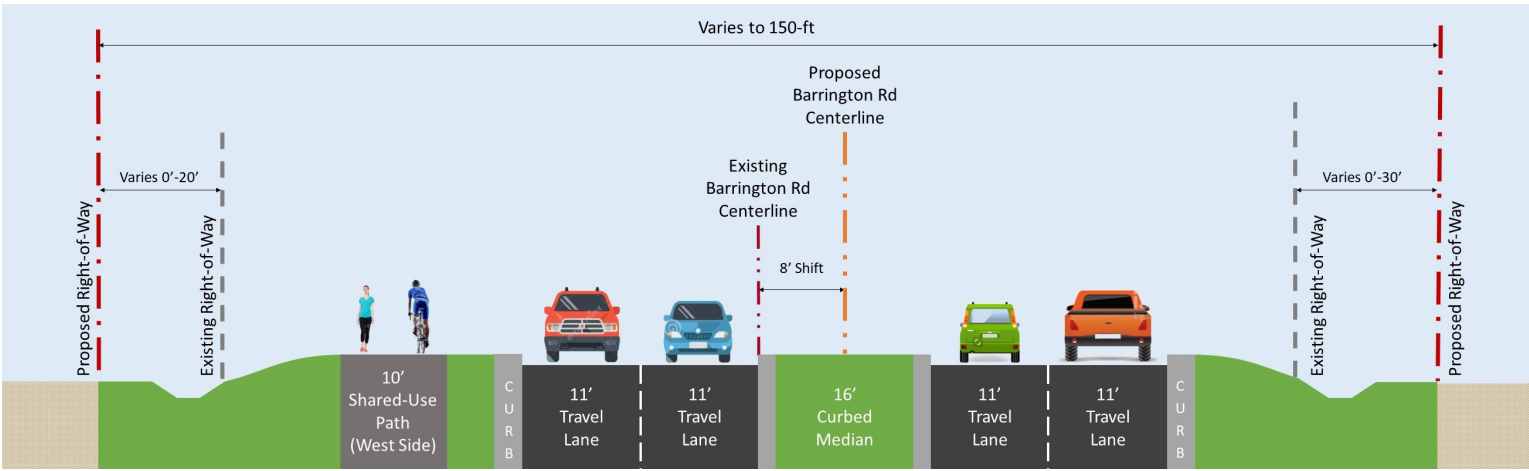 Varies to 150-ft
Proposed
Barrington Rd
Centerline
Existing
Barrington Rd
Centerline
Varies 0’-20’
Varies 0’-30’
8’ Shift
Proposed Right-of-Way
Existing Right-of-Way
Existing Right-of-Way
Proposed Right-of-Way
10’
Shared-Use
Path
(West Side)
CURB
11’
Travel
Lane
11’
Travel
Lane
16’
Curbed
Median
11’
Travel
Lane
11’
Travel
Lane
CURB